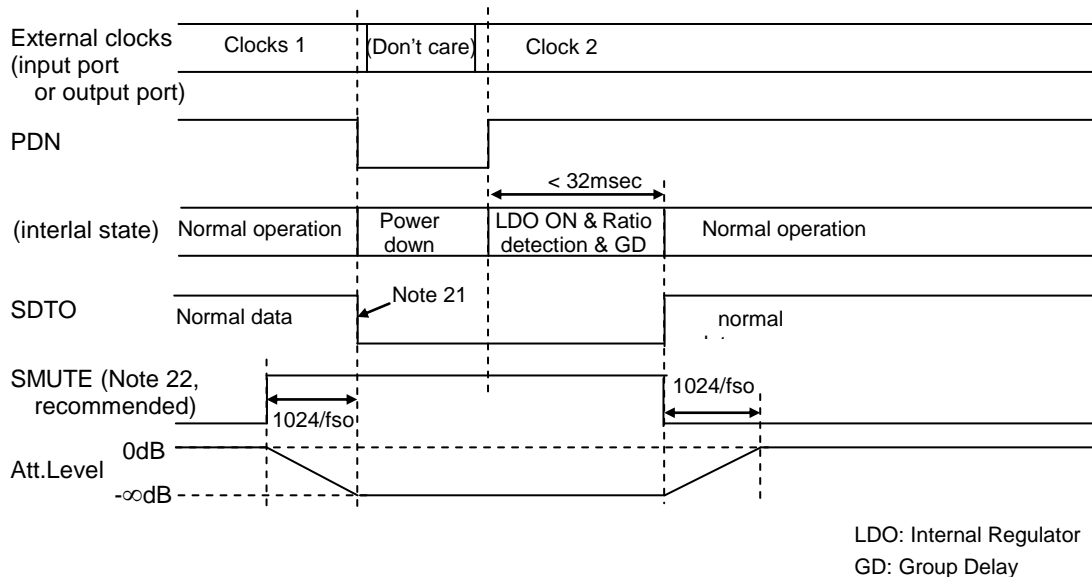 External clocks
(input port
or output port)
Clocks 1
(Don't care)
Clock 2
PDN
< 32msec
(interlal state)
Normal operation
Power
down
LDO ON & Ratio
detection & GD
Normal operation
SDTO
Normal data
Note 21
normal
SMUTE (Note 22,
recommended)
1024/fso
1024/fso
Att.Level
0dB
-∞dB
LDO: Internal Regulator
GD: Group Delay